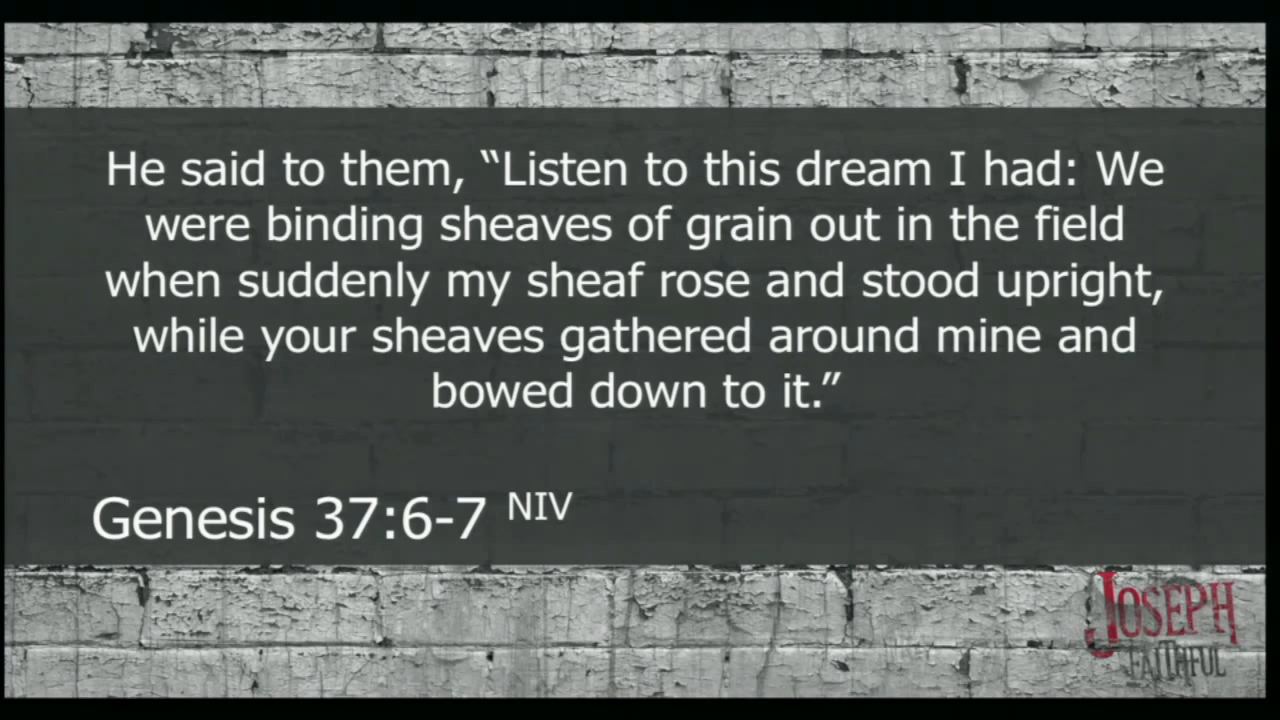 He said to them, “Listen to this dream I had: We
were binding sheaves of grain out in the field
when suddenly my sheaf rose and stood upright,
while your sheaves gathered around mine and
bowed down to it.”
Genesis 37:6-7 NIV
JOSEPH
FAITHFUL